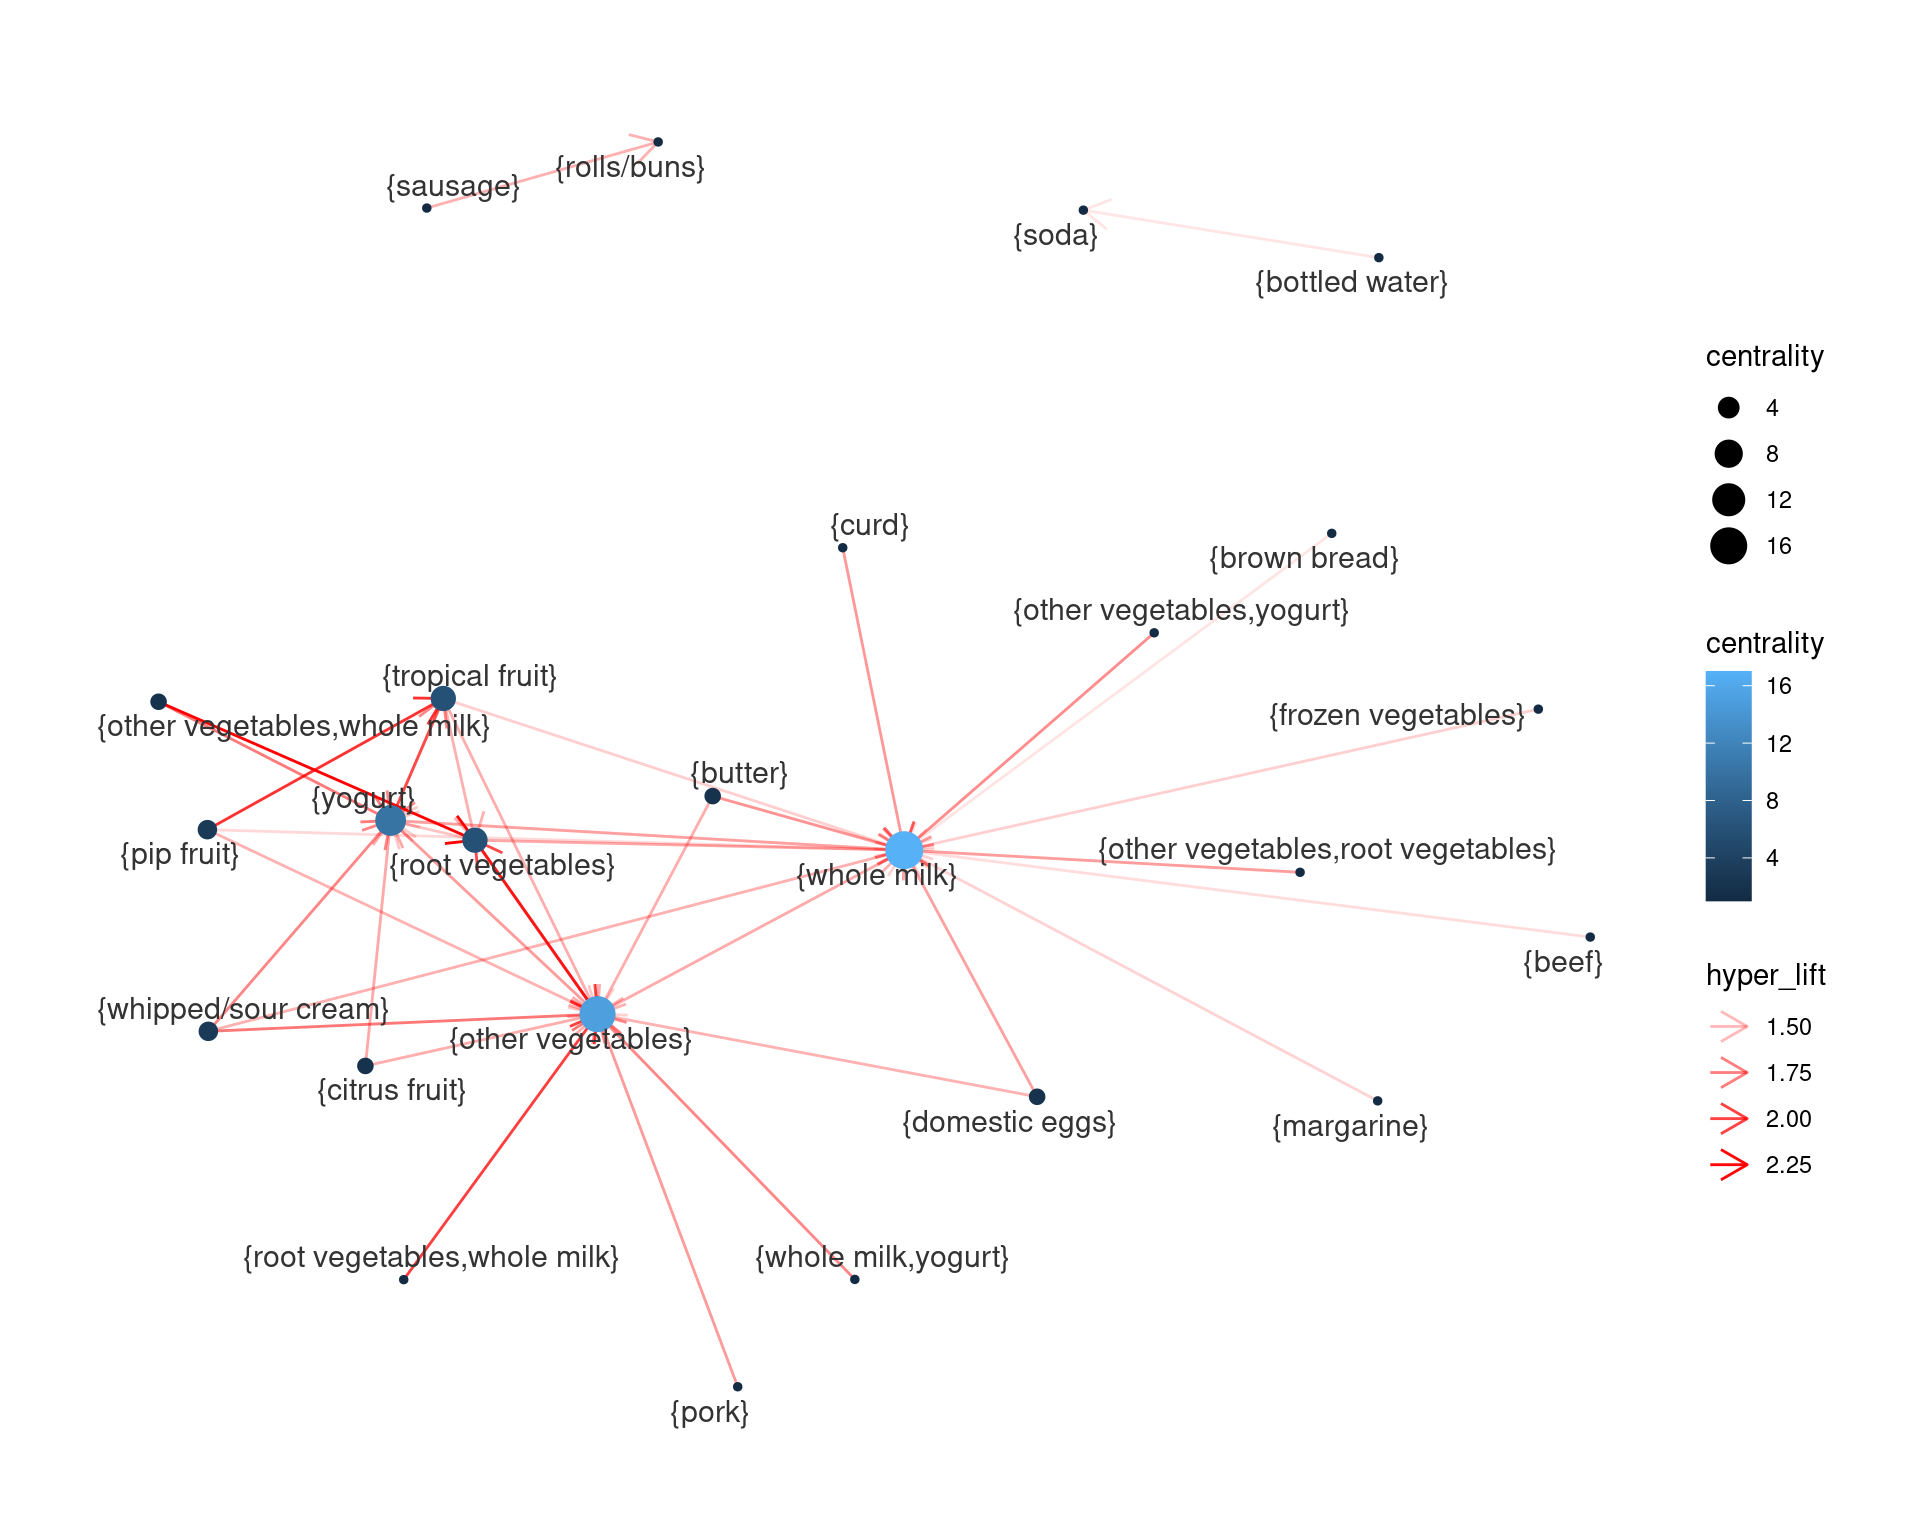 {rolls/buns}
{sausage}
{soda}
{bottled water}
centrality
4
8
12
16
{curd}
{brown bread}
{other vegetables,yogurt}
centrality
16
12
8
4
{tropical fruit}
{frozen vegetables}
{other vegetables,whole milk}
{butter}
{yogurt}
{other vegetables,root vegetables}
{pip fruit}
{root vegetables}
{whole milk}
{beef}
hyper_lift
1.50
1.75
2.00
2.25
{whipped/sour cream}
{other vegetables}
{citrus fruit}
{domestic eggs}
{margarine}
{root vegetables,whole milk}
{whole milk,yogurt}
{pork}